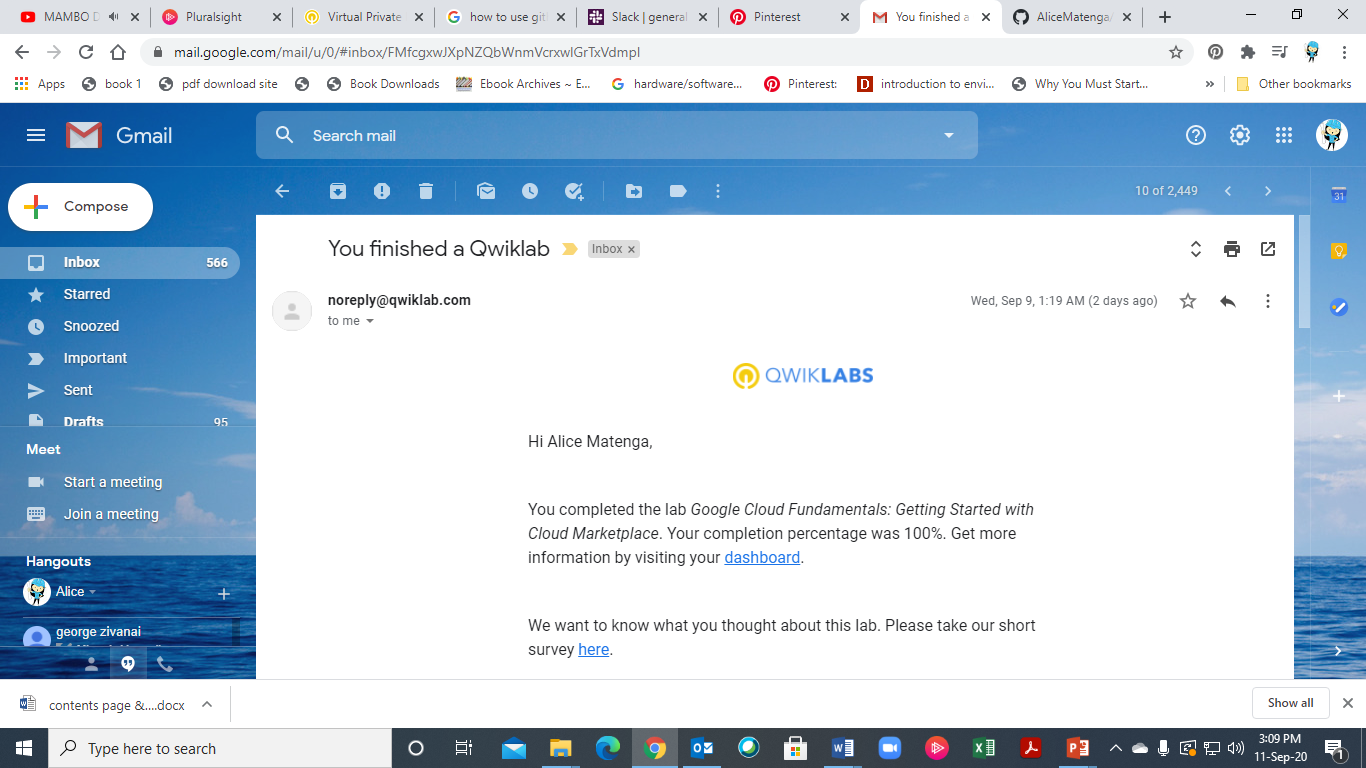 MAMBO D
Pluralsight
Virtual Private
how to use git
Slack | general
Pinterest
You finished a
AliceMatenga/
mail.google.com/mail/u/0/#inbox/FMfcgxwJXpNZQbWnmVcrxwlGrTxVdmpl
Apps
book 1
pdf download site
Book Downloads
Ebook Archives ~ E...
hardware/software...
Pinterest:
introduction to envi...
Why You Must Start...
»
Other bookmarks
Gmail
Search mail
Compose
10 of 2,449
Inbox 566
Starred
Snoozed
Important
Sent
Drafts 95
Meet
Start a meeting
Join a meeting
Hangouts
Alice
george zivanai
You finished a Qwiklab
Inbox x
noreply@qwiklab.com
Wed, Sep 9, 1:19 AM (2 days ago)
to me
QWIKLABS
Hi Alice Matenga,
You completed the lab Google Cloud Fundamentals: Getting Started with
Cloud Marketplace. Your completion percentage was 100%. Get more
information by visiting your dashboard.
We want to know what you thought about this lab. Please take our short
survey here.
31
contents page &....docx
Show all
Type here to search
3:09 PM
11-Sep-20
1